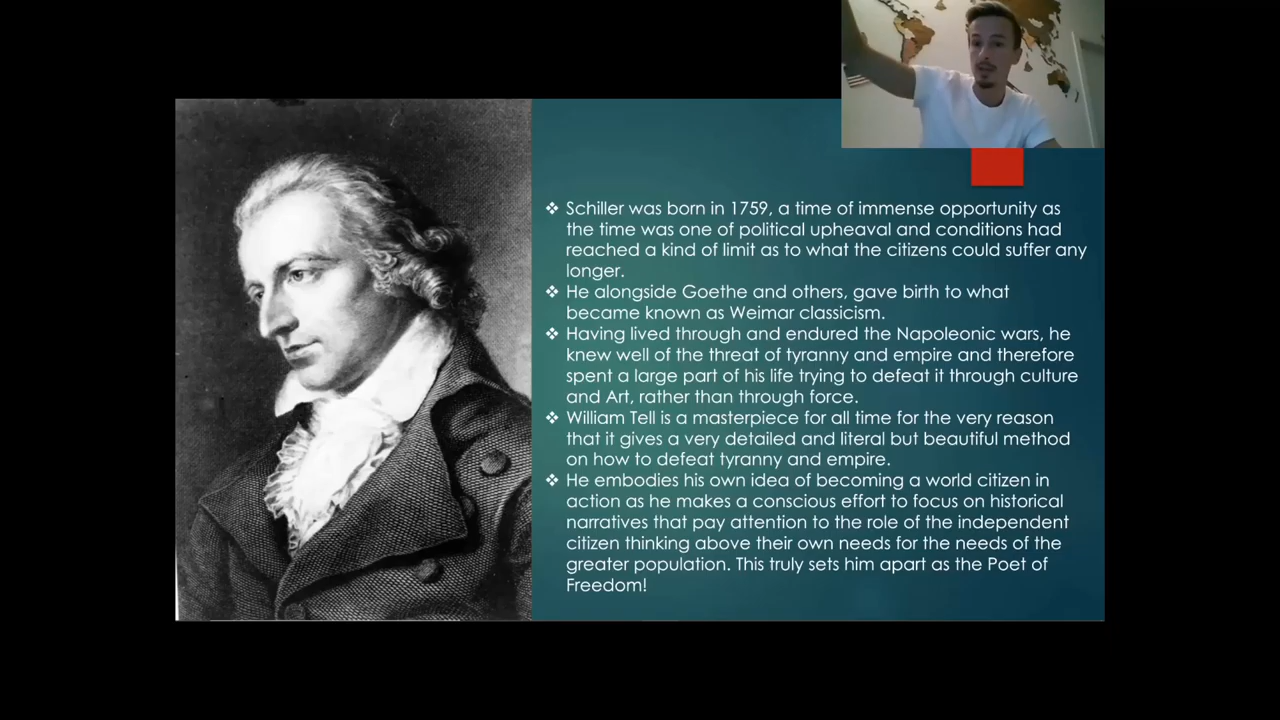 ❖ Schiller was born in 1759, a time of immense opportunity as
the time was one of political upheaval and conditions had
reached a kind of limit as to what the citizens could suffer any
longer.
❖ He alongside Goethe and others, gave birth to what
became known as Weimar classicism.
❖ Having lived through and endured the Napoleonic wars, he
knew well of the threat of tyranny and empire and therefore
spent a large part of his life trying to defeat it through culture
and Art, rather than through force.
❖ William Tell is a masterpiece for all time for the very reason
that it gives a very detailed and literal but beautiful method
on how to defeat tyranny and empire.
❖ He embodies his own idea of becoming a world citizen in
action as he makes a conscious effort to focus on historical
narratives that pay attention to the role of the independent
citizen thinking above their own needs for the needs of the
greater population. This truly sets him apart as the Poet of
Freedom!